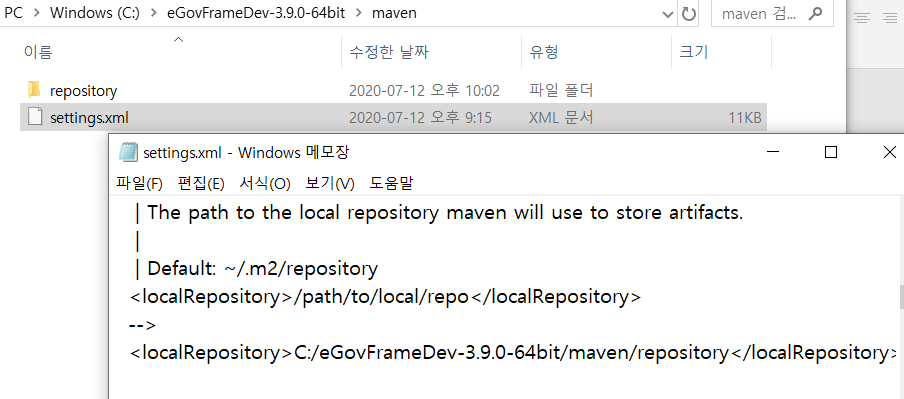 PC > Windows (C:) > eGovFrameDev-3.9.0-64bit > maven
maven 검...
이름 수정한 날짜 유형 크기
repository 2020-07-12 오후 10:02 파일 폴더
settings.xml 2020-07-12 오후 9:15 XML 문서 11KB
settings.xml - Windows 메모장
파일(F) 편집(E) 서식(O) 보기(V) 도움말
| The path to the local repository maven will use to store artifacts.
|
| Default: ~/.m2/repository
<localRepository>/path/to/local/repo</localRepository>
-->
<localRepository>C:/eGovFrameDev-3.9.0-64bit/maven/repository</localRepository>